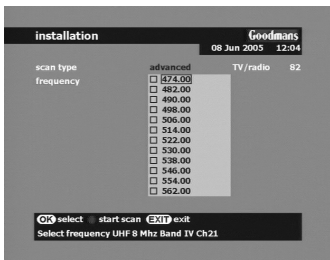 installation Goodmans
08 Jun 2005 12:04
scan type advanced TV/radio 82
frequency 474.00
482.00
490.00
498.00
506.00
514.00
522.00
530.00
538.00
546.00
554.00
562.00
OK select start scan EXIT exit
Select frequency UHF 8 Mhz Band IV Ch21